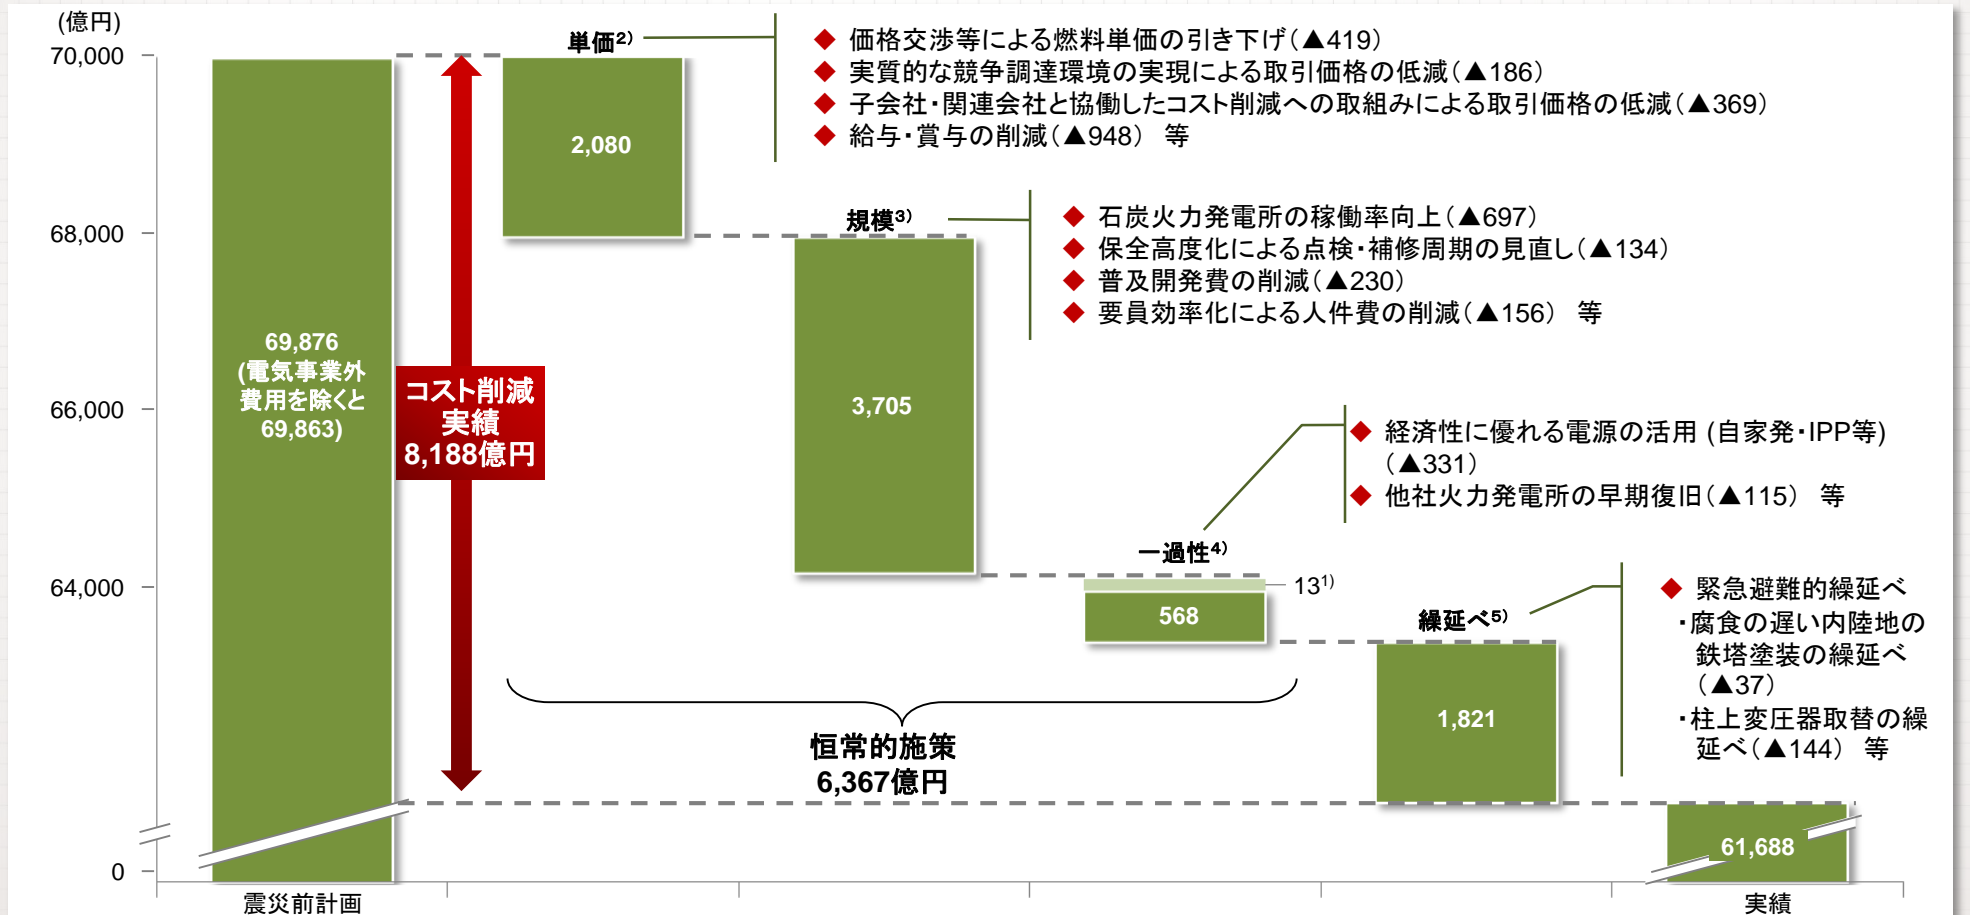 (億円)
70,000
68,000
66,000
64,000
0
69,876
(電気事業外
費用を除くと
69,863)
コスト削減
実績
8,188億円
単価2)
2,080
◆ 価格交渉等による燃料単価の引き下げ(▲419)
◆ 実質的な競争調達環境の実現による取引価格の低減(▲186)
◆ 子会社・関連会社と協働したコスト削減への取組みによる取引価格の低減(▲369)
◆ 給与・賞与の削減(▲948) 等
規模3)
3,705
◆ 石炭火力発電所の稼働率向上(▲697)
◆ 保全高度化による点検・補修周期の見直し(▲134)
◆ 普及開発費の削減(▲230)
◆ 要員効率化による人件費の削減(▲156) 等
一過性4)
131)
568
◆ 経済性に優れる電源の活用 (自家発・IPP等)
(▲331)
◆ 他社火力発電所の早期復旧(▲115) 等
繰延べ5)
1,821
◆ 緊急避難的繰延べ
・腐食の遅い内陸地の
鉄塔塗装の繰延べ
(▲37)
・柱上変圧器取替の繰
延べ(▲144) 等
恒常的施策
6,367億円
61,688
震災前計画
実績